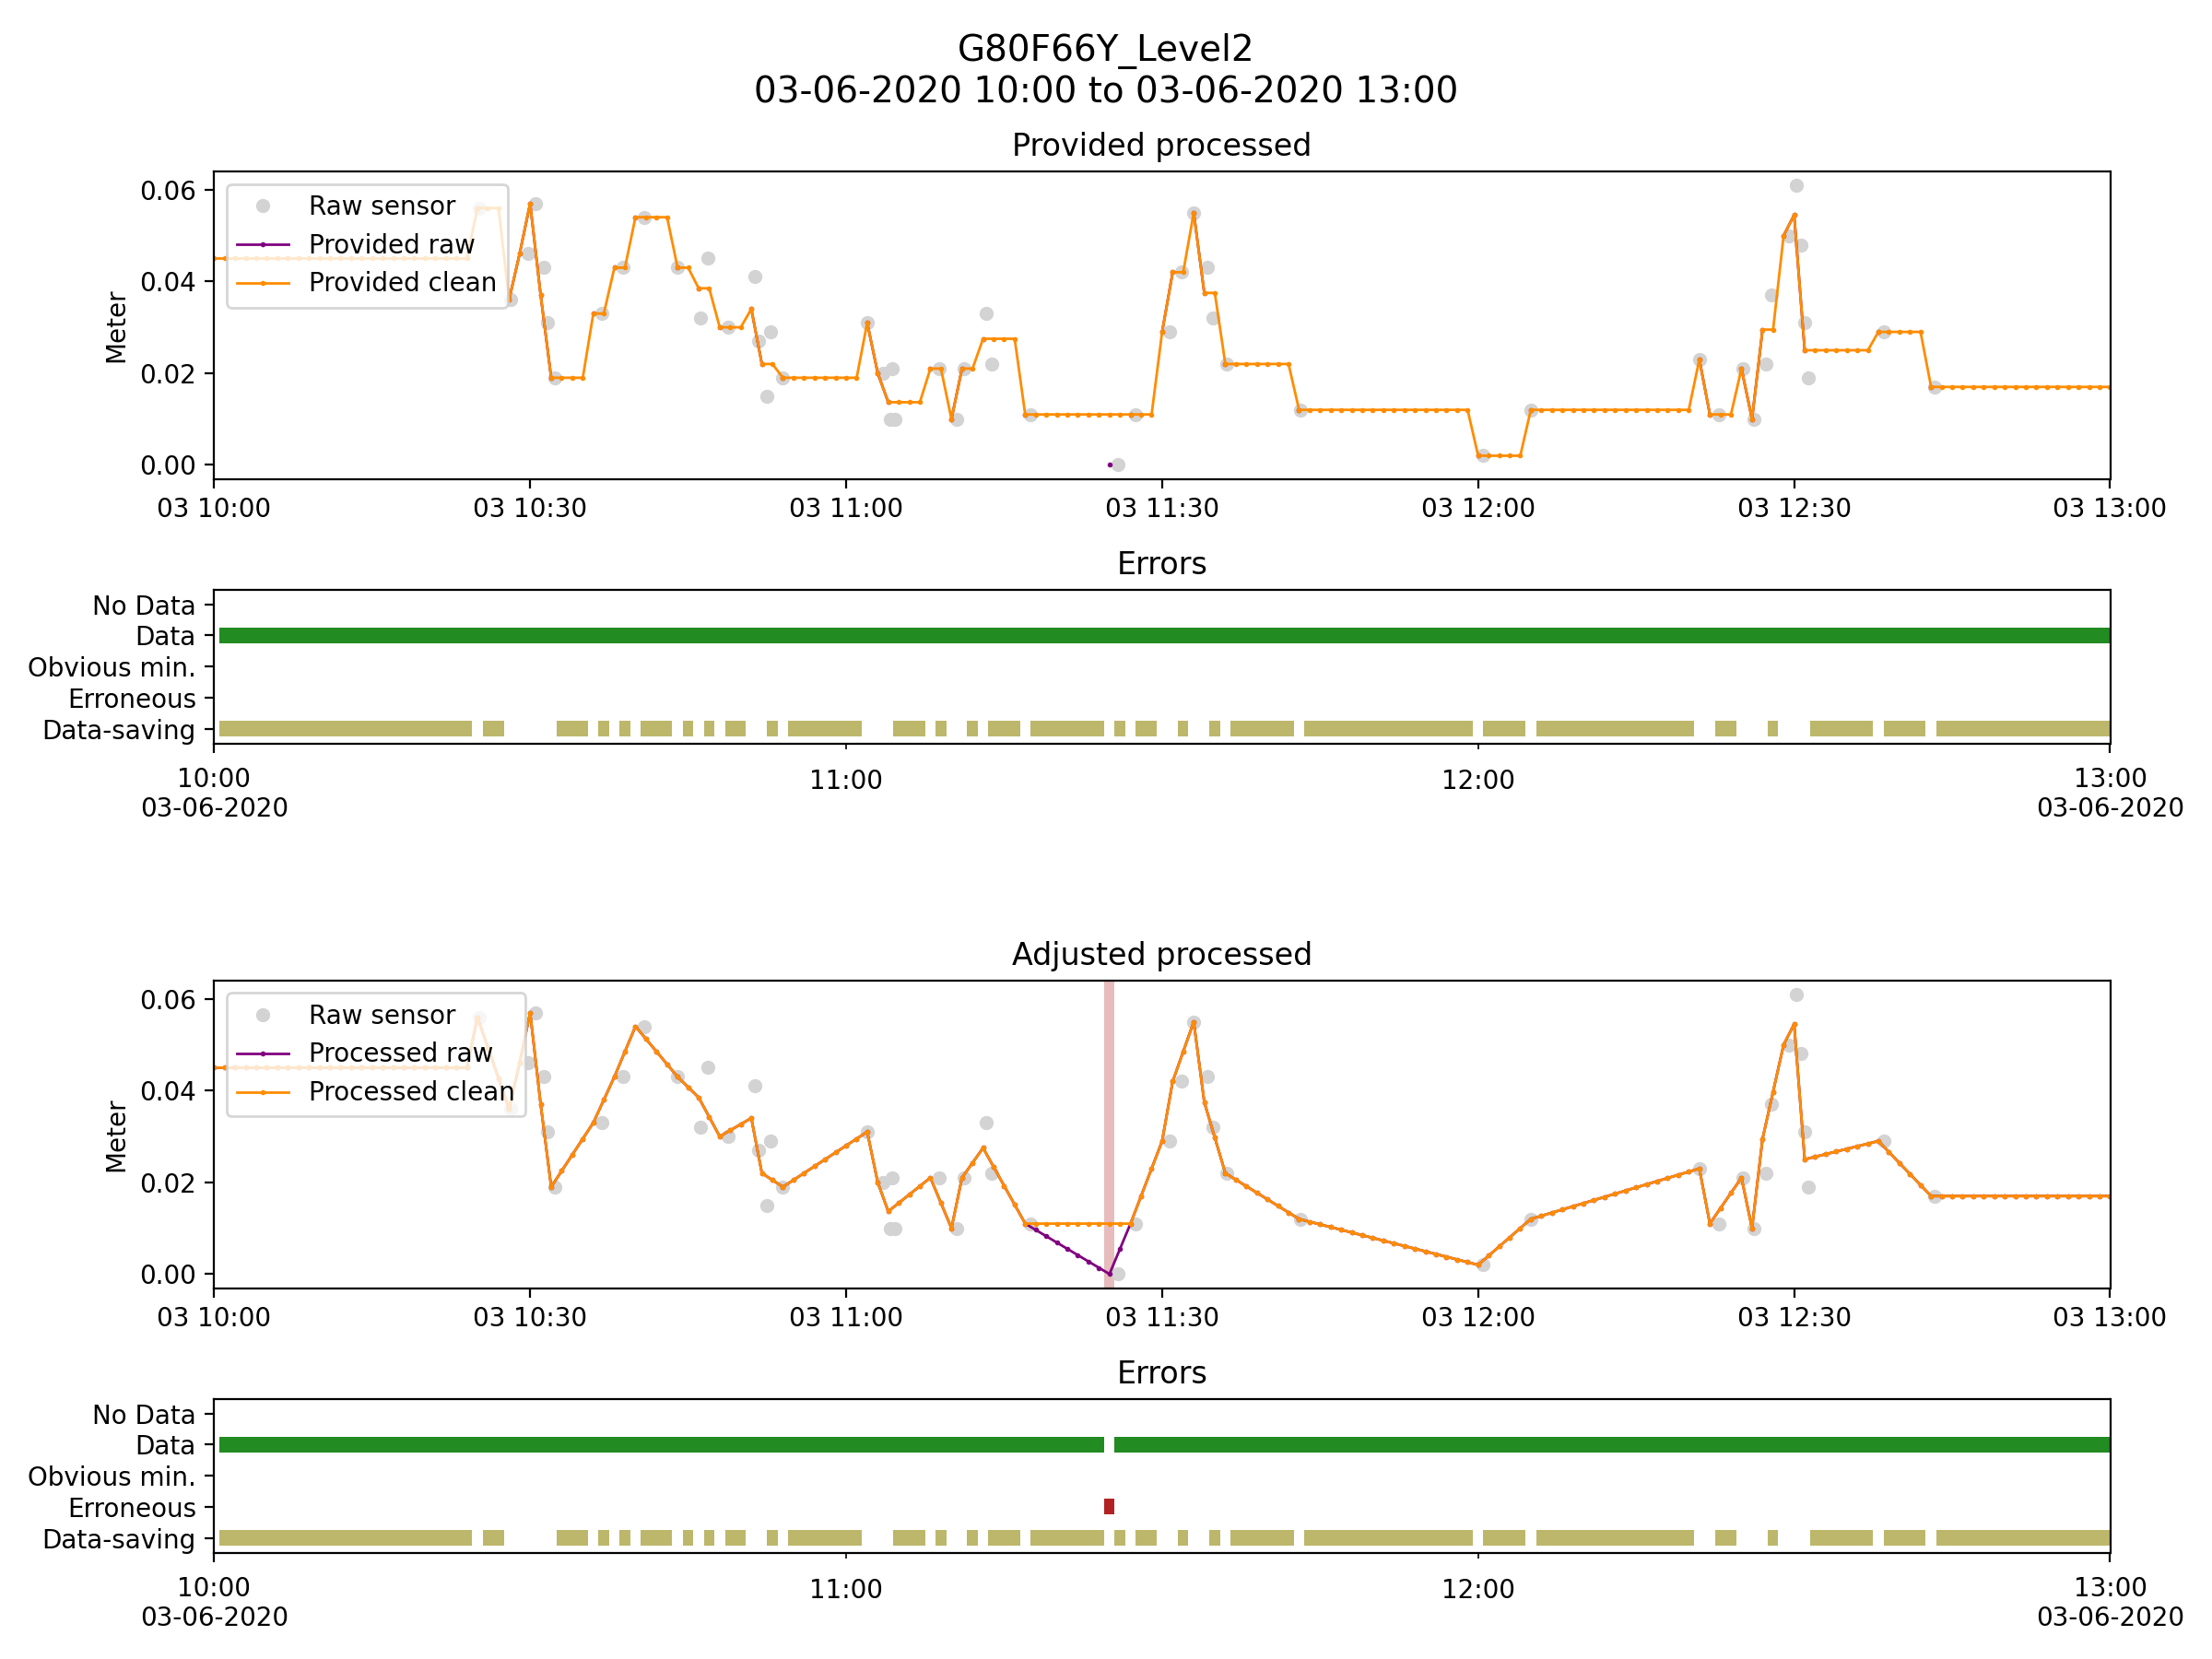 G80F66Y_Level2
03-06-2020 10:00 to 03-06-2020 13:00
Provided processed
Meter
0.06
0.04
0.02
0.00
Raw sensor
Provided raw
Provided clean
03 10:00 03 10:30 03 11:00 03 11:30 03 12:00 03 12:30 03 13:00
Errors
No Data
Data
Obvious min.
Erroneous
Data-saving
10:00 11:00 12:00 13:00
03-06-2020 03-06-2020
Adjusted processed
Meter
0.06
0.04
0.02
0.00
Raw sensor
Processed raw
Processed clean
03 10:00 03 10:30 03 11:00 03 11:30 03 12:00 03 12:30 03 13:00
Errors
No Data
Data
Obvious min.
Erroneous
Data-saving
10:00 11:00 12:00 13:00
03-06-2020 03-06-2020